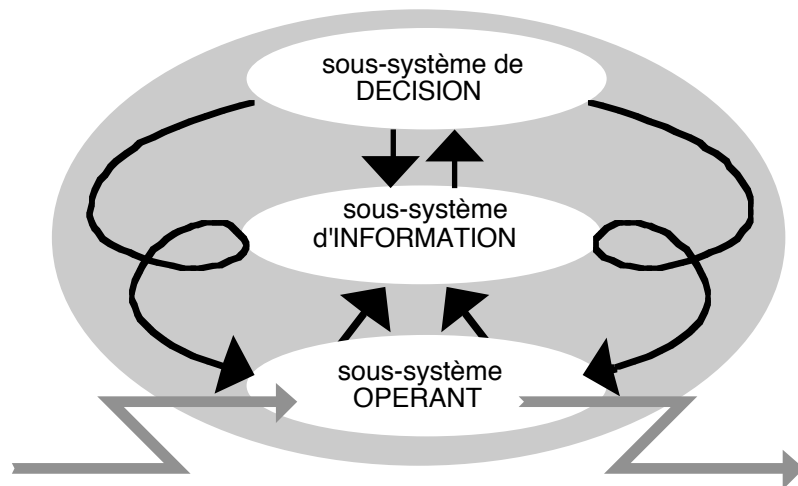 sous-système de
DECISION
sous-système
d'INFORMATION
sous-système
OPERANT